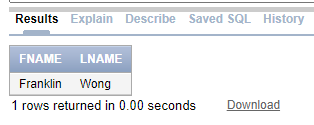 Results Explain Describe Saved SQL History
FNAME LNAME
Franklin Wong
1 rows returned in 0.00 seconds Download